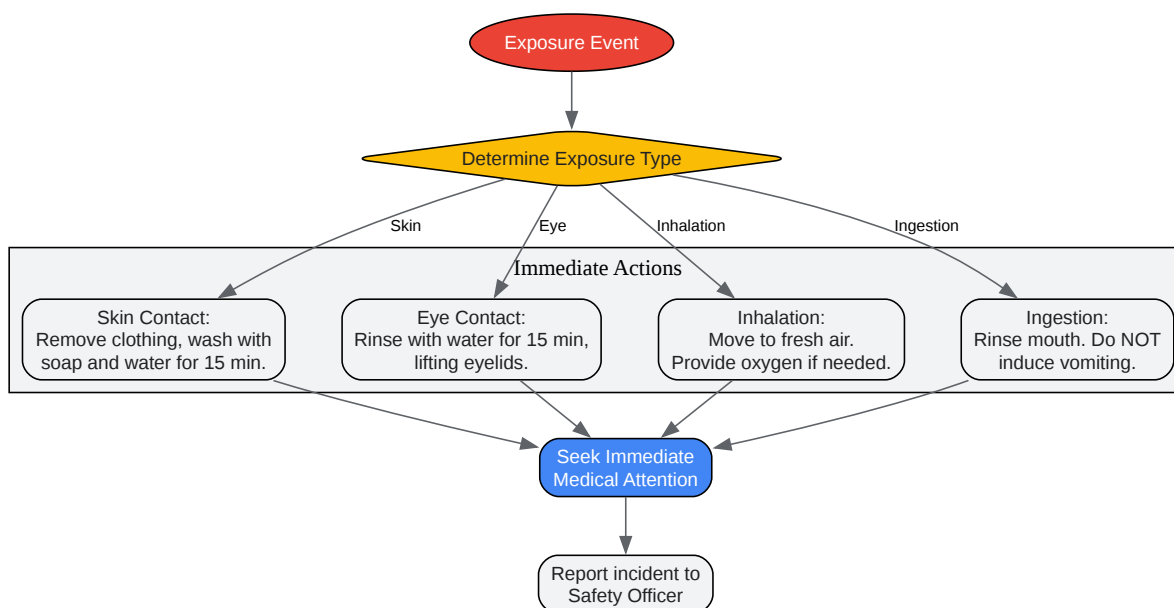 Exposure Event
Determine Exposure Type
Skin
Eye
Inhalation
Ingestion
Immediate Actions
Skin Contact:
Remove clothing, wash with
soap and water for 15 min.
Eye Contact:
Rinse with water for 15 min,
lifting eyelids.
Inhalation:
Move to fresh air.
Provide oxygen if needed.
Ingestion:
Rinse mouth. Do NOT
induce vomiting.
Seek Immediate
Medical Attention
Report incident to
Safety Officer